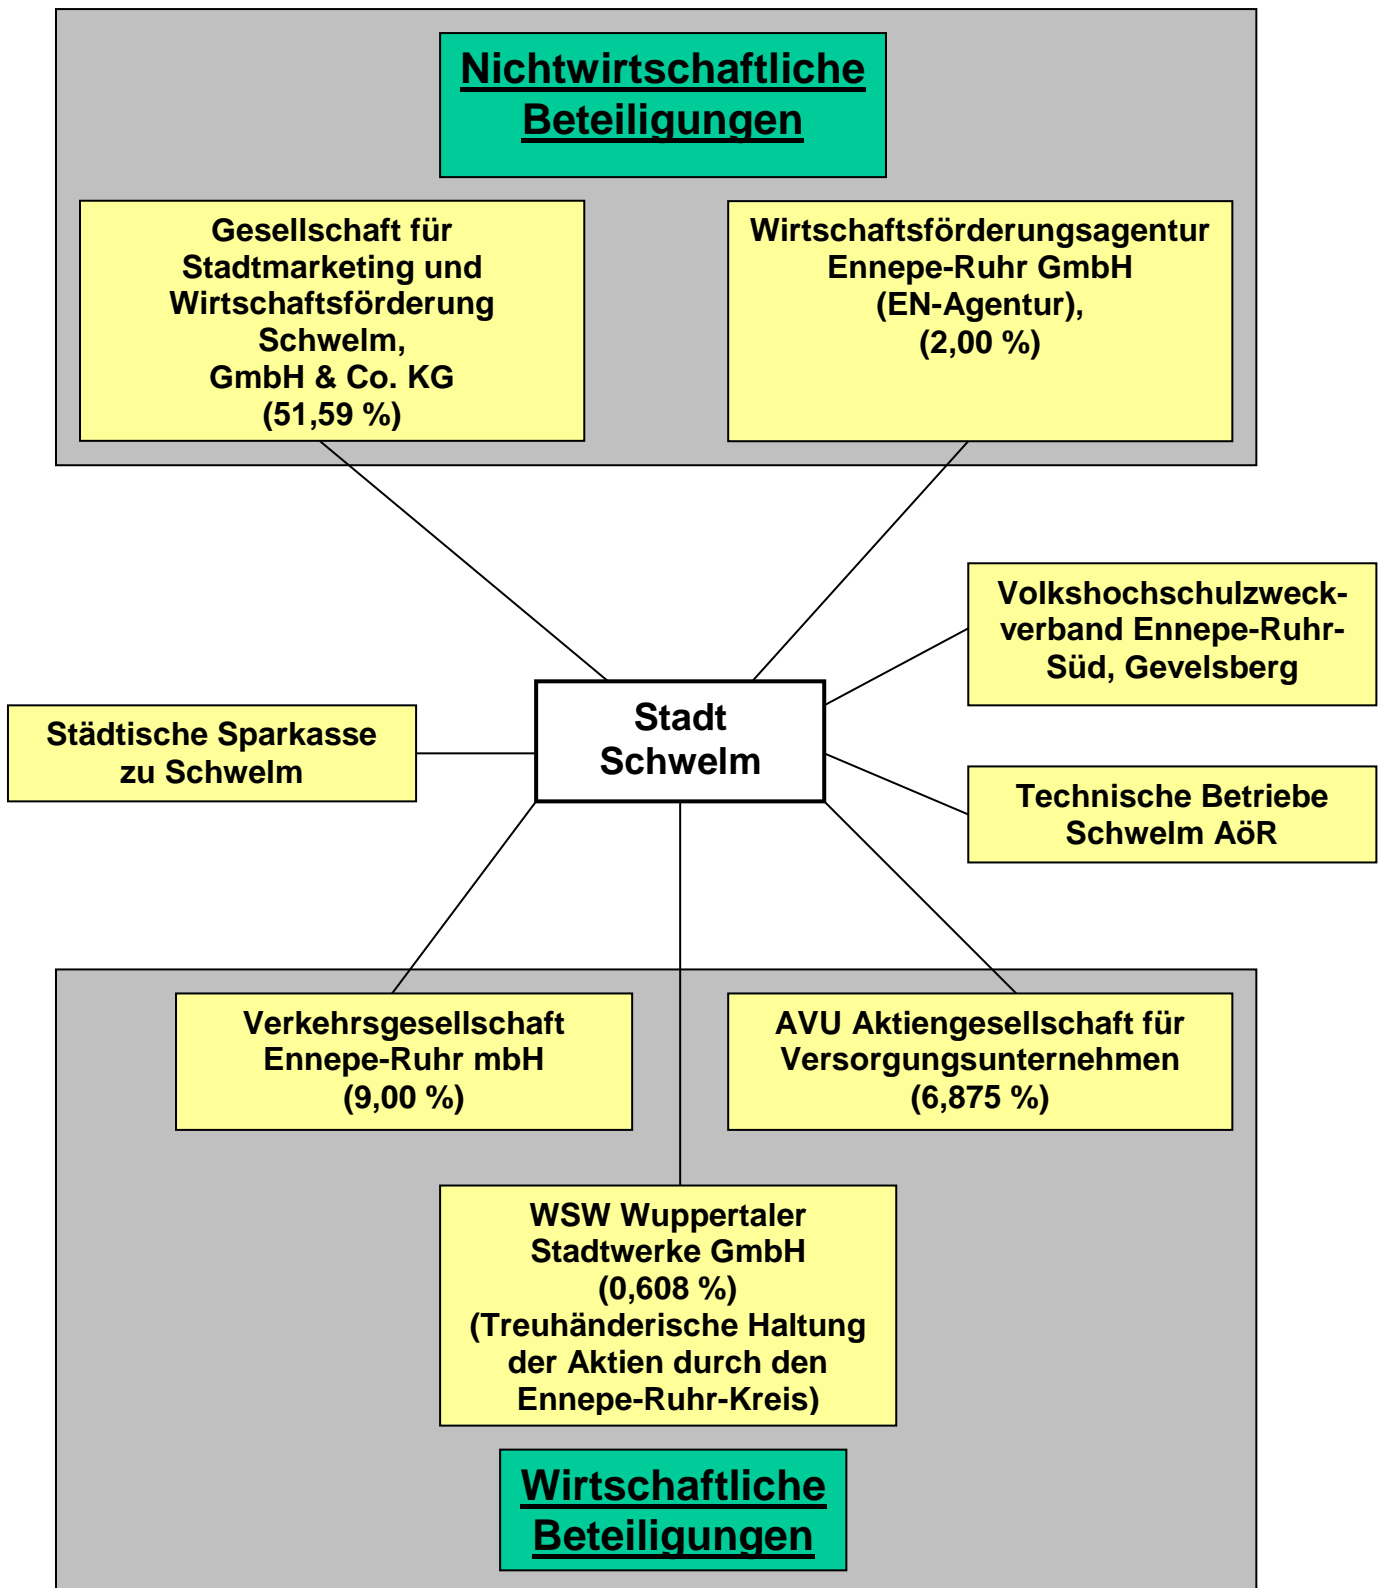 Nichtwirtschaftliche
Beteiligungen
Gesellschaft für
Stadtmarketing und
Wirtschaftsförderung
Schwelm,
GmbH & Co. KG
(51,59 %)
Wirtschaftsförderungsagentur
Ennepe-Ruhr GmbH
(EN-Agentur),
(2,00 %)
Volkshochschulzweck-
verband Ennepe-Ruhr-
Süd, Gevelsberg
Städtische Sparkasse
zu Schwelm
Stadt
Schwelm
Technische Betriebe
Schwelm AöR
Verkehrsgesellschaft
Ennepe-Ruhr mbH
(9,00 %)
AVU Aktiengesellschaft für
Versorgungsunternehmen
(6,875 %)
WSW Wuppertaler
Stadtwerke GmbH
(0,608 %)
(Treuhänderische Haltung
der Aktien durch den
Ennepe-Ruhr-Kreis)
Wirtschaftliche
Beteiligungen